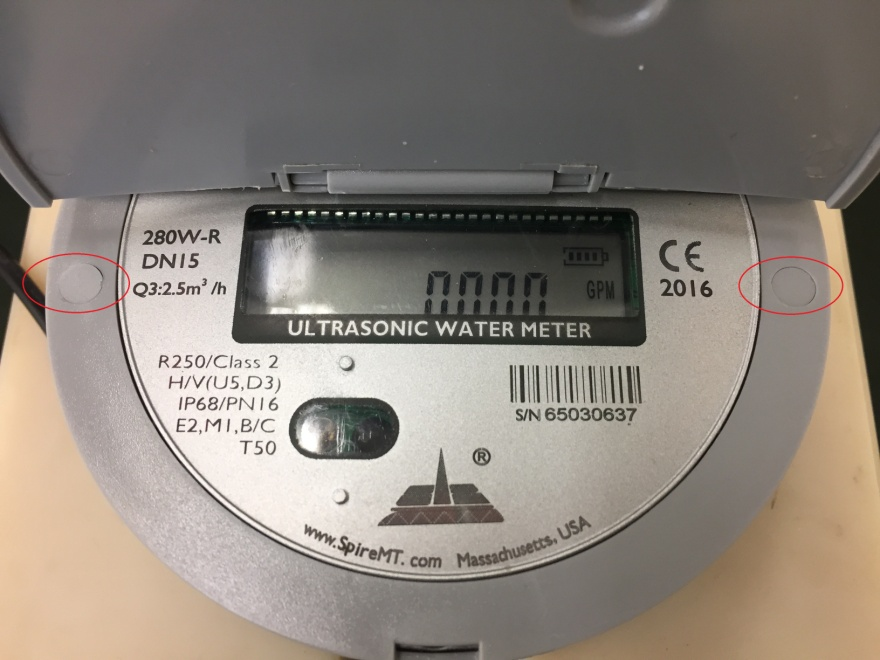 280W-R
DN15
Q3:2.5m³/h
0000
GPM
CE
2016
ULTRASONIC WATER METER
R250/Class 2
H/V(U5,D3)
IP68/PN16
E2,M1,B/C
T50
S/N 65030637
®
www.SpireMT.com Massachusetts, USA